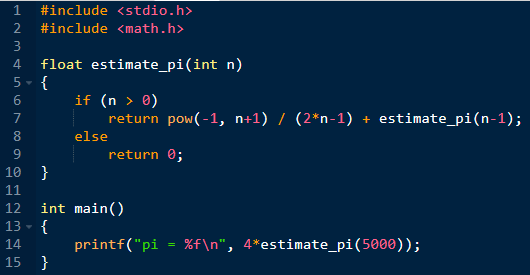 1 #include <stdio.h>
2 #include <math.h>
3
4 float estimate_pi(int n)
5 {
6     if (n > 0)
7         return pow(-1, n+1) / (2*n-1) + estimate_pi(n-1);
8     else
9         return 0;
10 }
11
12 int main()
13 {
14     printf("pi = %f\n", 4*estimate_pi(5000));
15 }